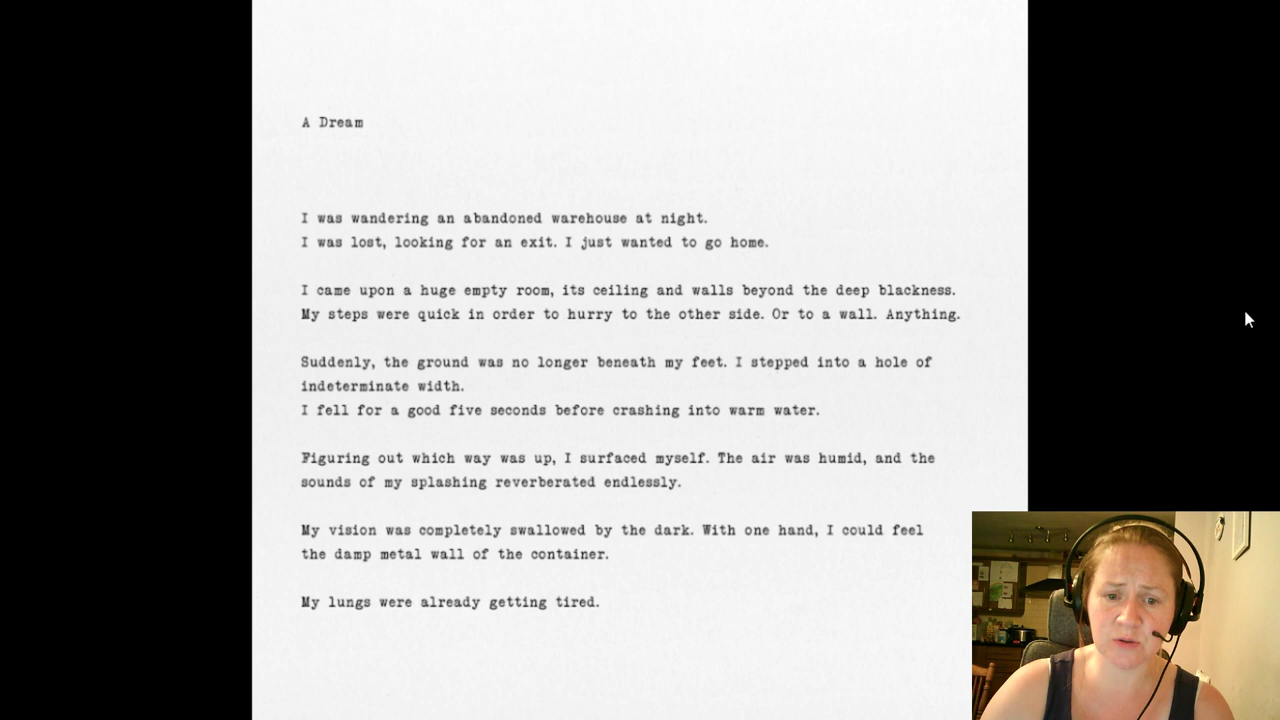 A Dream
I was wandering an abandoned warehouse at night.
I was lost, looking for an exit. I just wanted to go home.
I came upon a huge empty room, its ceiling and walls beyond the deep blackness.
My steps were quick in order to hurry to the other side. Or to a wall. Anything.
Suddenly, the ground was no longer beneath my feet. I stepped into a hole of
indeterminate width.
I fell for a good five seconds before crashing into warm water.
Figuring out which way was up, I surfaced myself. The air was humid, and the
sounds of my splashing reverberated endlessly.
My vision was completely swallowed by the dark. With one hand, I could feel
the damp metal wall of the container.
My lungs were already getting tired.